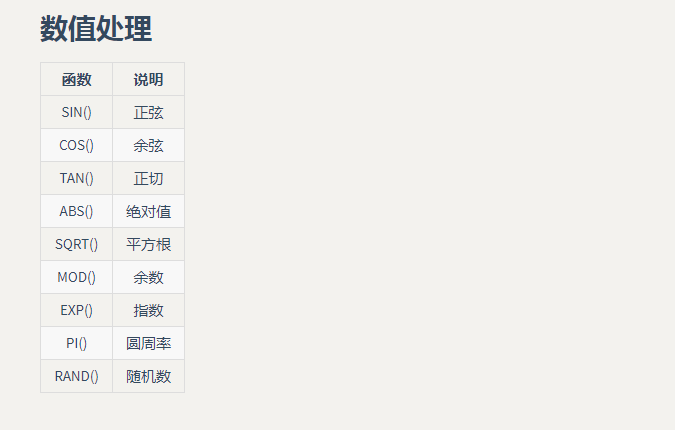 数值处理
函数 说明
SIN() 正弦
COS() 余弦
TAN() 正切
ABS() 绝对值
SQRT() 平方根
MOD() 余数
EXP() 指数
PI() 圆周率
RAND() 随机数